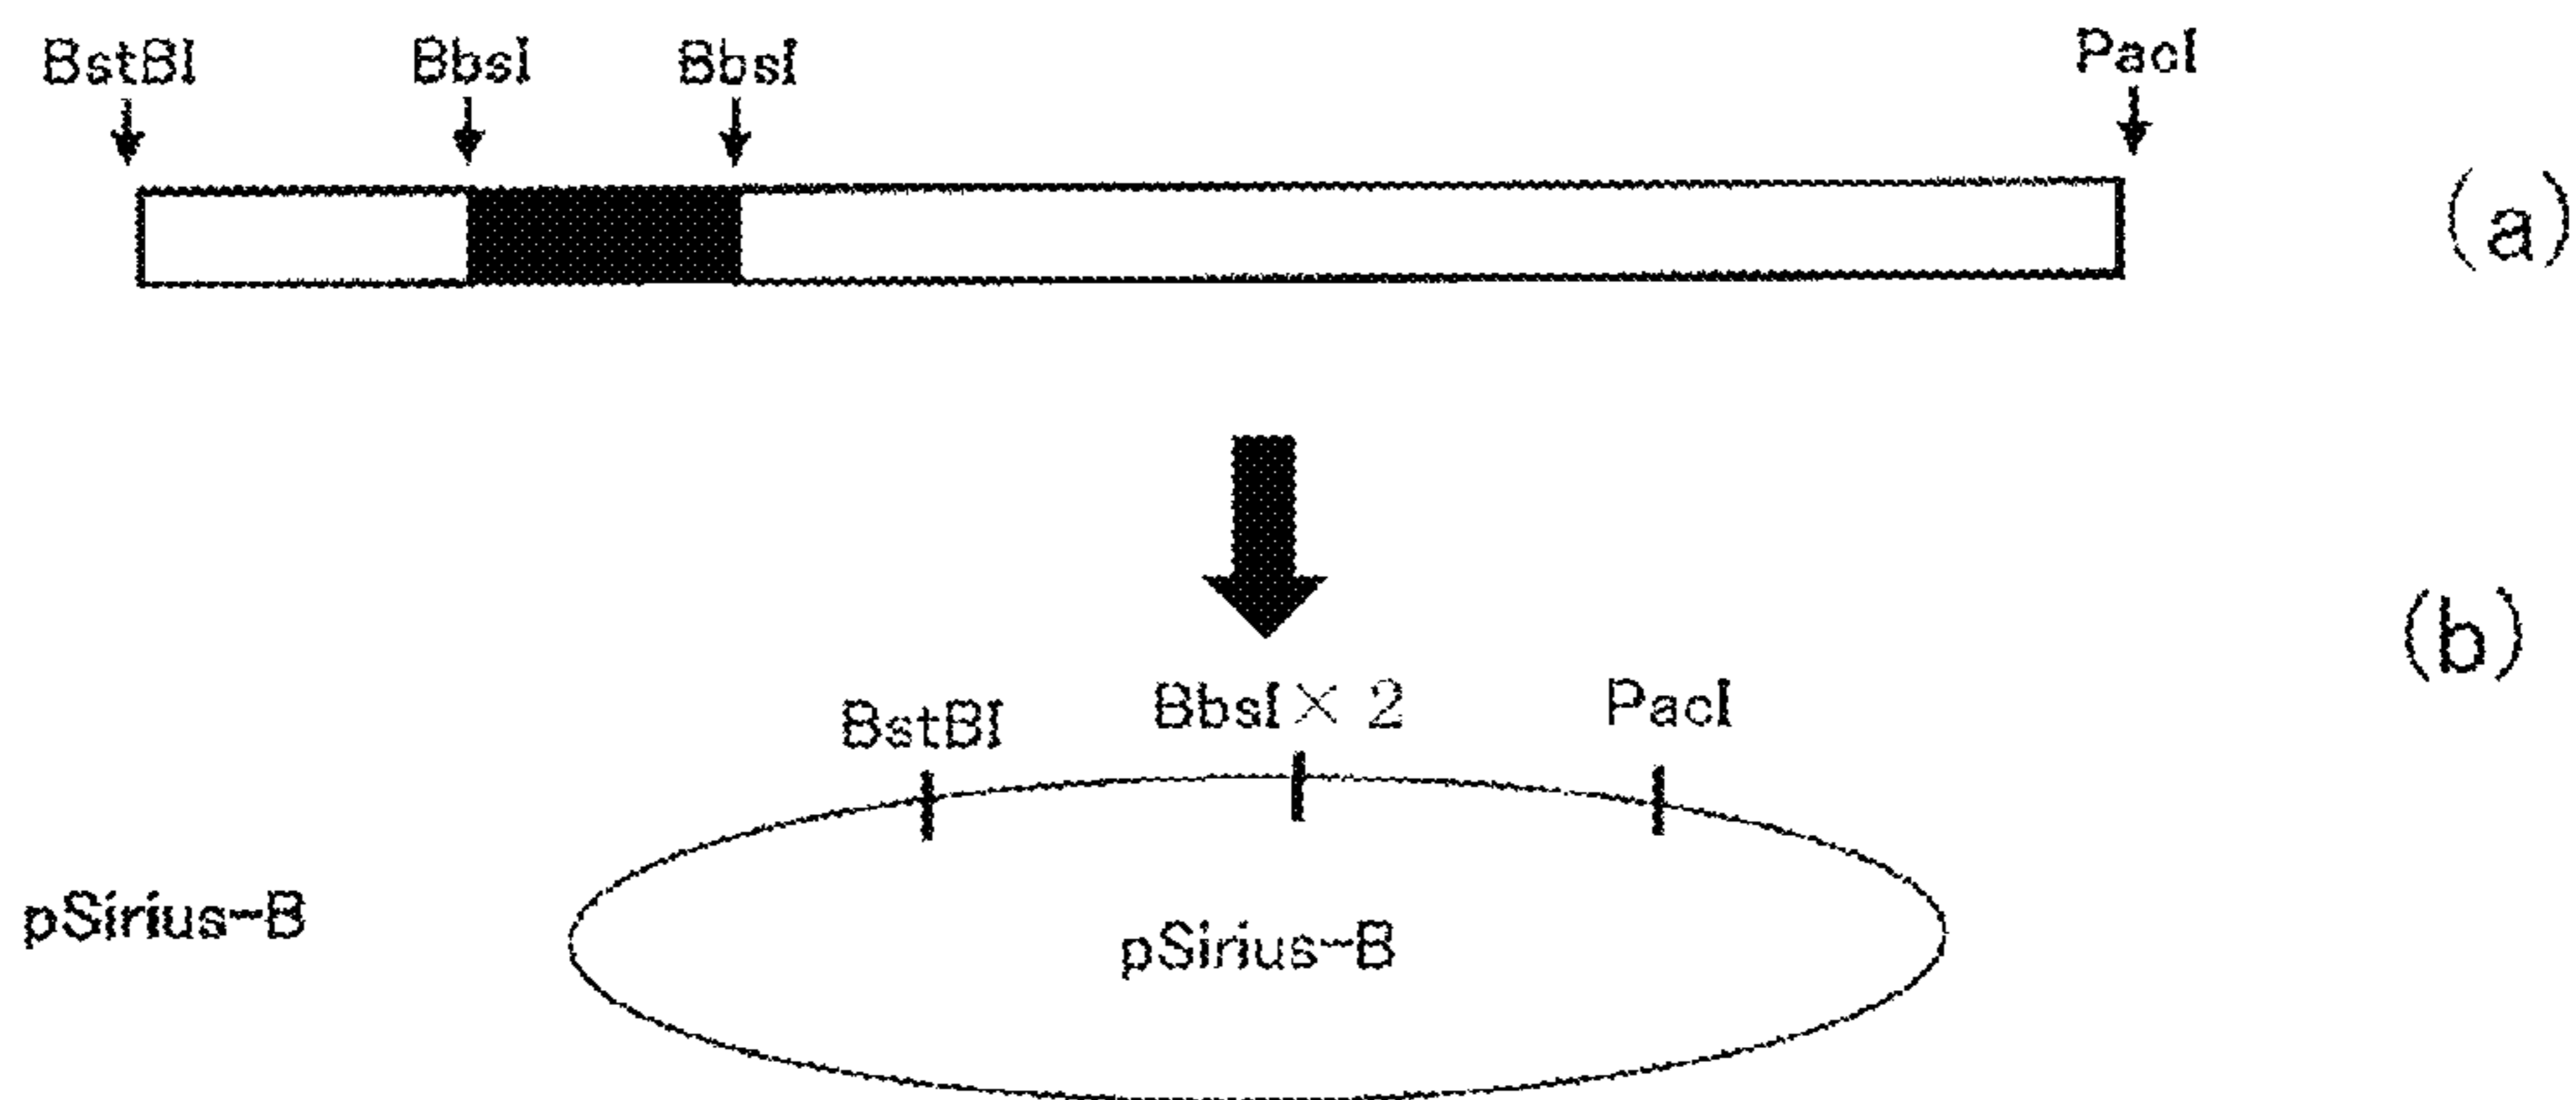 BstBI BbsI BbsI PacI
(a)
(b)
BstBI BbsI × 2 PacI
pSirius-B pSirius-B